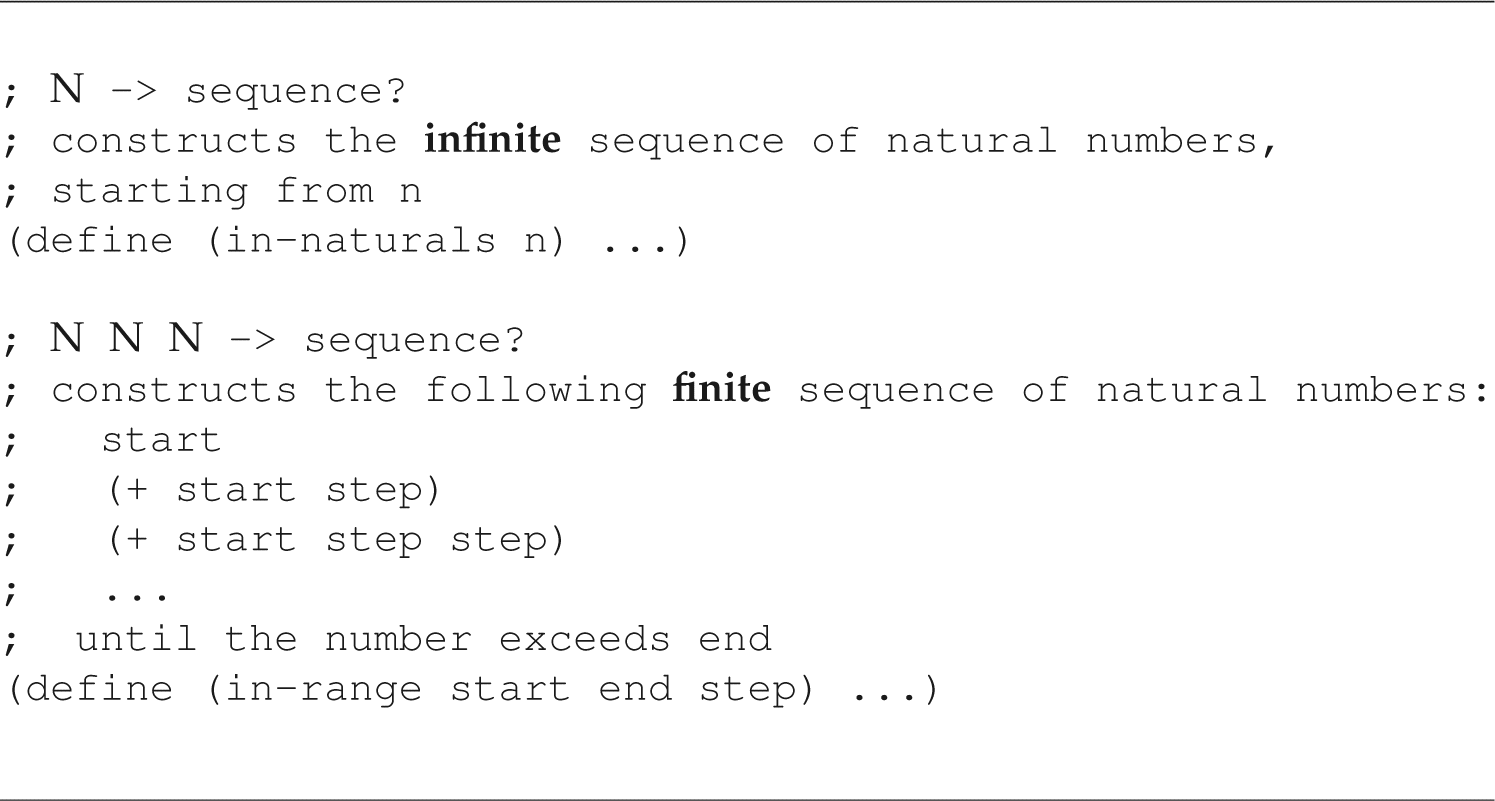 ; N -> sequence?
; constructs the infinite sequence of natural numbers,
; starting from n
(define (in-naturals n) ...)
; N N N -> sequence?
; constructs the following finite sequence of natural numbers:
;   start
;   (+ start step)
;   (+ start step step)
;   ...
;  until the number exceeds end
(define (in-range start end step) ...)